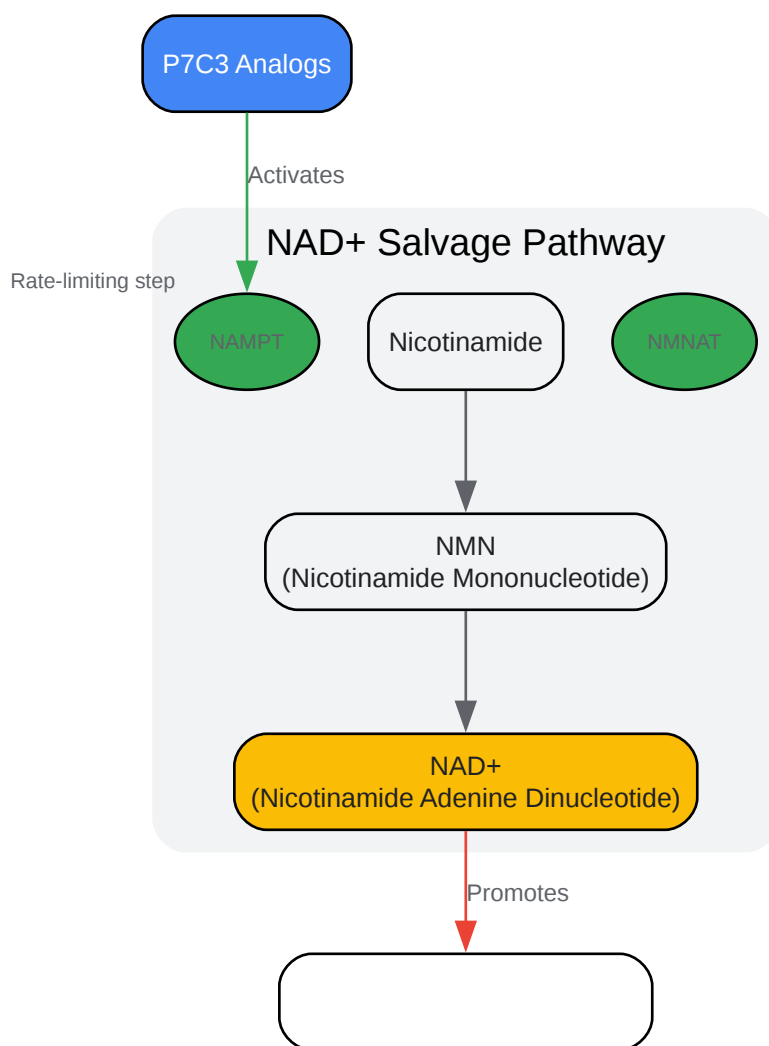 P7C3 Analogs
Activates
NAD+ Salvage Pathway
Rate-limiting step
NAMPT
Nicotinamide
NMNAT
NMN
(Nicotinamide Mononucleotide)
NAD+
(Nicotinamide Adenine Dinucleotide)
Promotes